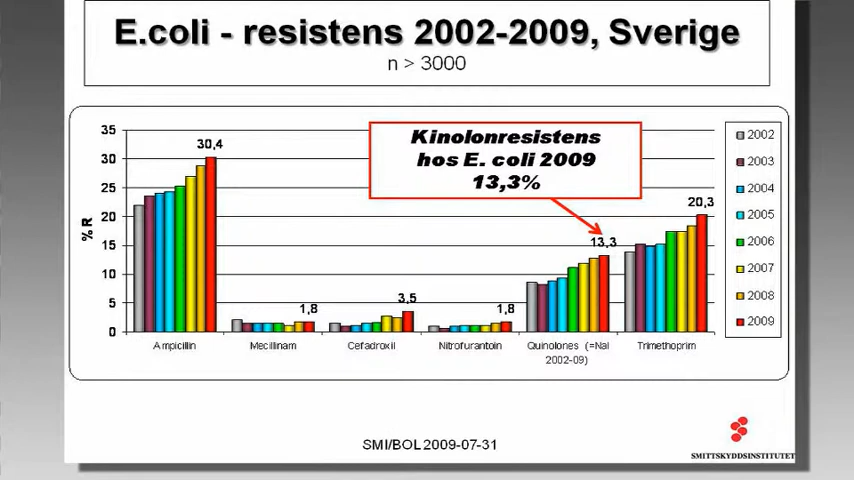 E.coli - resistens 2002-2009, Sverige
n > 3000
% R
35
30
25
20
15
10
5
0
30,4
1,8
3,5
1,8
13,3
20,3
Kinolonresistens
hos E. coli 2009
13,3%
Ampicillin
Mecillinam
Cefadroxil
Nitrofurantoin
Quinolones (=Nal
2002-09)
Trimethoprim
2002
2003
2004
2005
2006
2007
2008
2009
SMI/BOL 2009-07-31
SMITTSKYDDSINSTITUTET